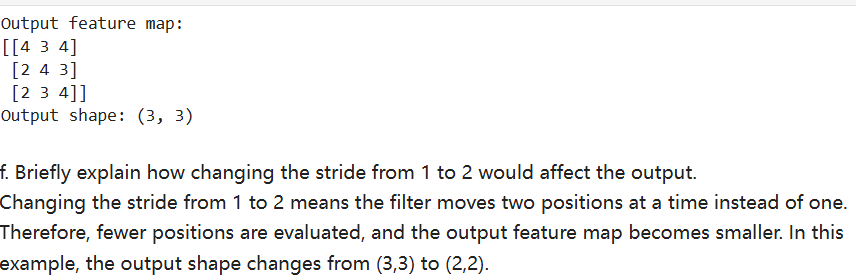 Output feature map:
[[4 3 4]
 [2 4 3]
 [2 3 4]]
Output shape: (3, 3)
f. Briefly explain how changing the stride from 1 to 2 would affect the output.
Changing the stride from 1 to 2 means the filter moves two positions at a time instead of one.
Therefore, fewer positions are evaluated, and the output feature map becomes smaller. In this
example, the output shape changes from (3,3) to (2,2).